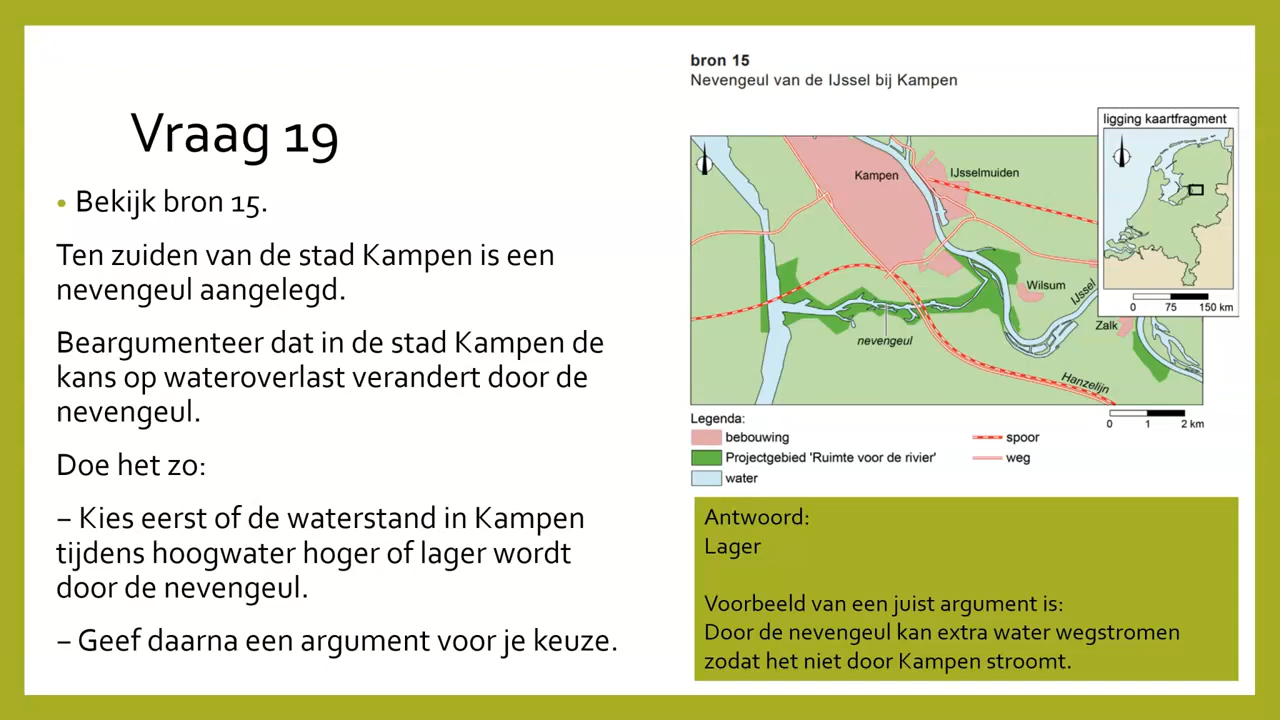 Vraag 19
• Bekijk bron 15.
Ten zuiden van de stad Kampen is een
nevengeul aangelegd.
Beargumenteer dat in de stad Kampen de
kans op wateroverlast verandert door de
nevengeul.
Doe het zo:
– Kies eerst of de waterstand in Kampen
tijdens hoogwater hoger of lager wordt
door de nevengeul.
– Geef daarna een argument voor je keuze.
bron 15
Nevengeul van de IJssel bij Kampen
ligging kaartfragment
0 75 150 km
Kampen
IJsselmuiden
Wilsum
IJssel
Zalk
nevengeul
Hanzelijn
0 1 2 km
Legenda:
bebouwing
Projectgebied 'Ruimte voor de rivier'
water
spoor
weg
Antwoord:
Lager
Voorbeeld van een juist argument is:
Door de nevengeul kan extra water wegstromen
zodat het niet door Kampen stroomt.